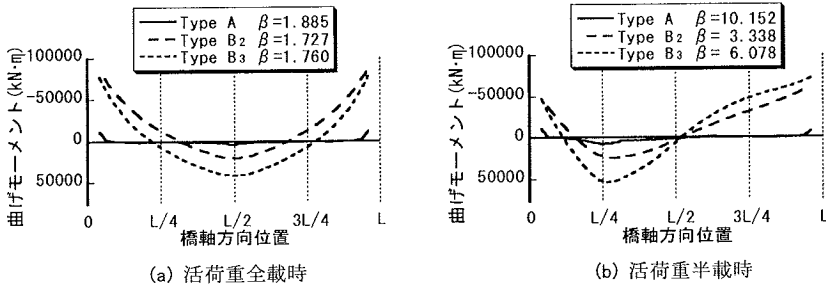 Type A β=1.885
Type B2 β=1.727
Type B3 β=1.760
曲げモーメント(kN·m)
100000
-50000
0
50000
0 L/4 L/2 3L/4 L
橋軸方向位置
(a) 活荷重全載時
Type A β=10.152
Type B2 β= 3.338
Type B3 β= 6.078
曲げモーメント(kN·m)
100000
-50000
0
50000
0 L/4 L/2 3L/4 L
橋軸方向位置
(b) 活荷重半載時